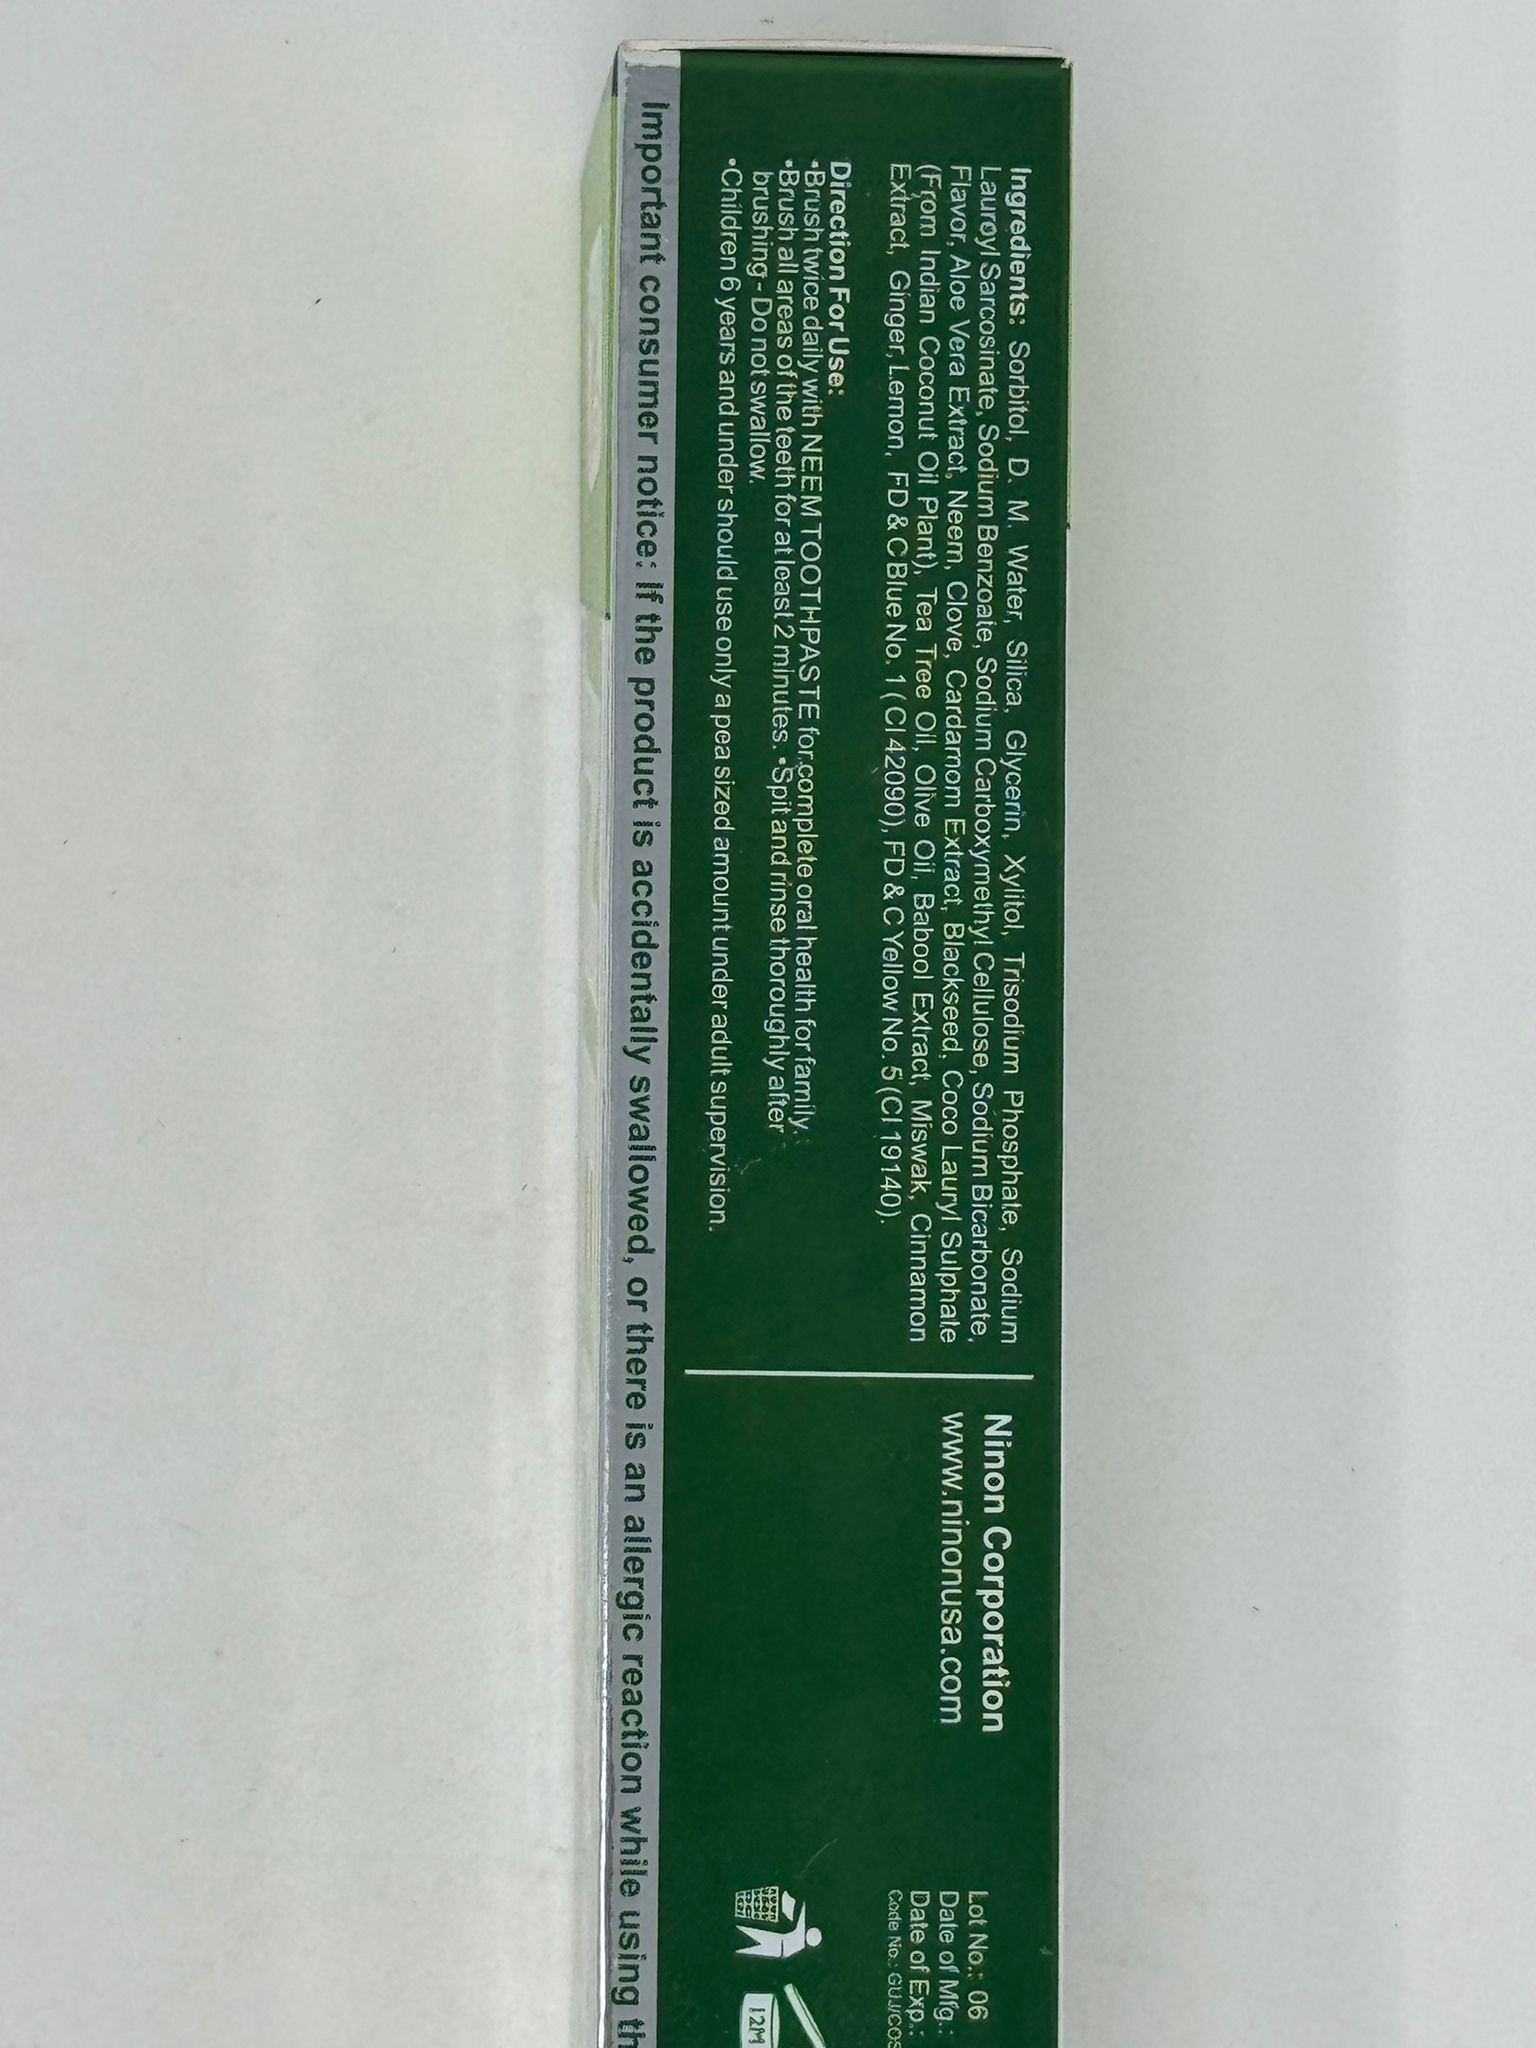 Ingredients: Sorbitol, D. M. Water, Silica, Glycerin, Xylitol, Trisodium Phosphate, Sodium
Lauroyl Sarcosinate, Sodium Benzoate, Sodium Carboxymethyl Cellulose, Sodium Bicarbonate,
Flavor, Aloe Vera Extract, Neem, Clove, Cardamom Extract, Blackseed, Coco Lauryl Sulphate
(From Indian Coconut Oil Plant), Tea Tree Oil, Olive Oil, Babool Extract, Miswak, Cinnamon
Extract, Ginger, Lemon, FD & C Blue No. 1 (CI 42090), FD & C Yellow No. 5 (CI 19140).
Direction For Use:
•Brush twice daily with NEEM TOOTHPASTE for complete oral health for family.
•Brush all areas of the teeth for at least 2 minutes. •Spit and rinse thoroughly after
brushing - Do not swallow.
•Children 6 years and under should use only a pea sized amount under adult supervision.
Ninon Corporation
www.ninonusa.com
Lot No.: 06
Date of Mfg.:
Date of Exp.:
Code No.: GUJ/COS
12M
Important consumer notice: If the product is accidentally swallowed, or there is an allergic reaction while using th